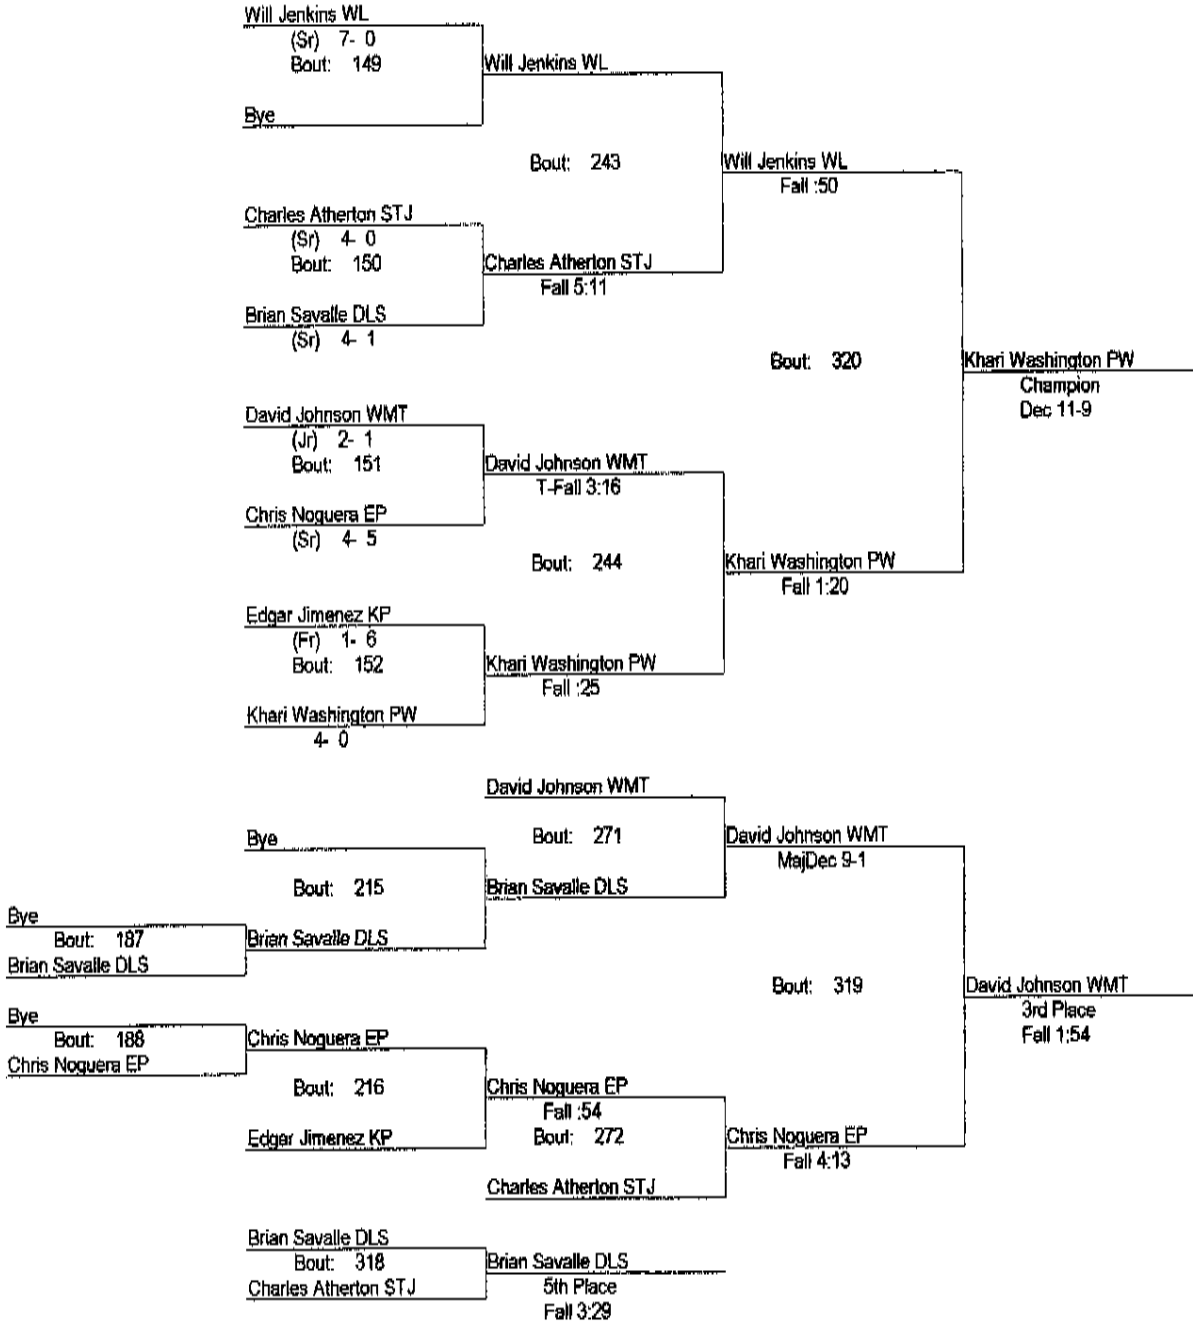 Will Jenkins WL
(Sr) 7- 0
Bout: 149
Will Jenkins WL
Bye
Bout: 243
Will Jenkins WL
Fall :50
Charles Atherton STJ
(Sr) 4- 0
Bout: 150
Charles Atherton STJ
Fall 5:11
Brian Savalle DLS
(Sr) 4- 1
Bout: 320
Khari Washington PW
Champion
Dec 11-9
David Johnson WMT
(Jr) 2- 1
Bout: 151
David Johnson WMT
T-Fall 3:16
Chris Noguera EP
(Sr) 4- 5
Bout: 244
Khari Washington PW
Fall 1:20
Edgar Jimenez KP
(Fr) 1- 6
Bout: 152
Khari Washington PW
Fall :25
Khari Washington PW
4- 0
David Johnson WMT
Bout: 271
David Johnson WMT
MajDec 9-1
Bye
Bout: 215
Brian Savalle DLS
Bye
Bout: 187
Brian Savalle DLS
Brian Savalle DLS
Bout: 319
David Johnson WMT
3rd Place
Fall 1:54
Bye
Bout: 188
Chris Noguera EP
Chris Noguera EP
Bout: 216
Chris Noguera EP
Fall :54
Bout: 272
Edgar Jimenez KP
Chris Noguera EP
Fall 4:13
Charles Atherton STJ
Brian Savalle DLS
Bout: 318
Brian Savalle DLS
Charles Atherton STJ
5th Place
Fall 3:29